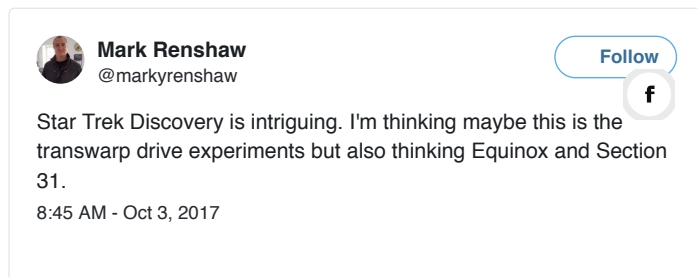 Mark Renshaw
Follow
@markyrenshaw
f
Star Trek Discovery is intriguing. I'm thinking maybe this is the
transwarp drive experiments but also thinking Equinox and Section
31.
8:45 AM - Oct 3, 2017